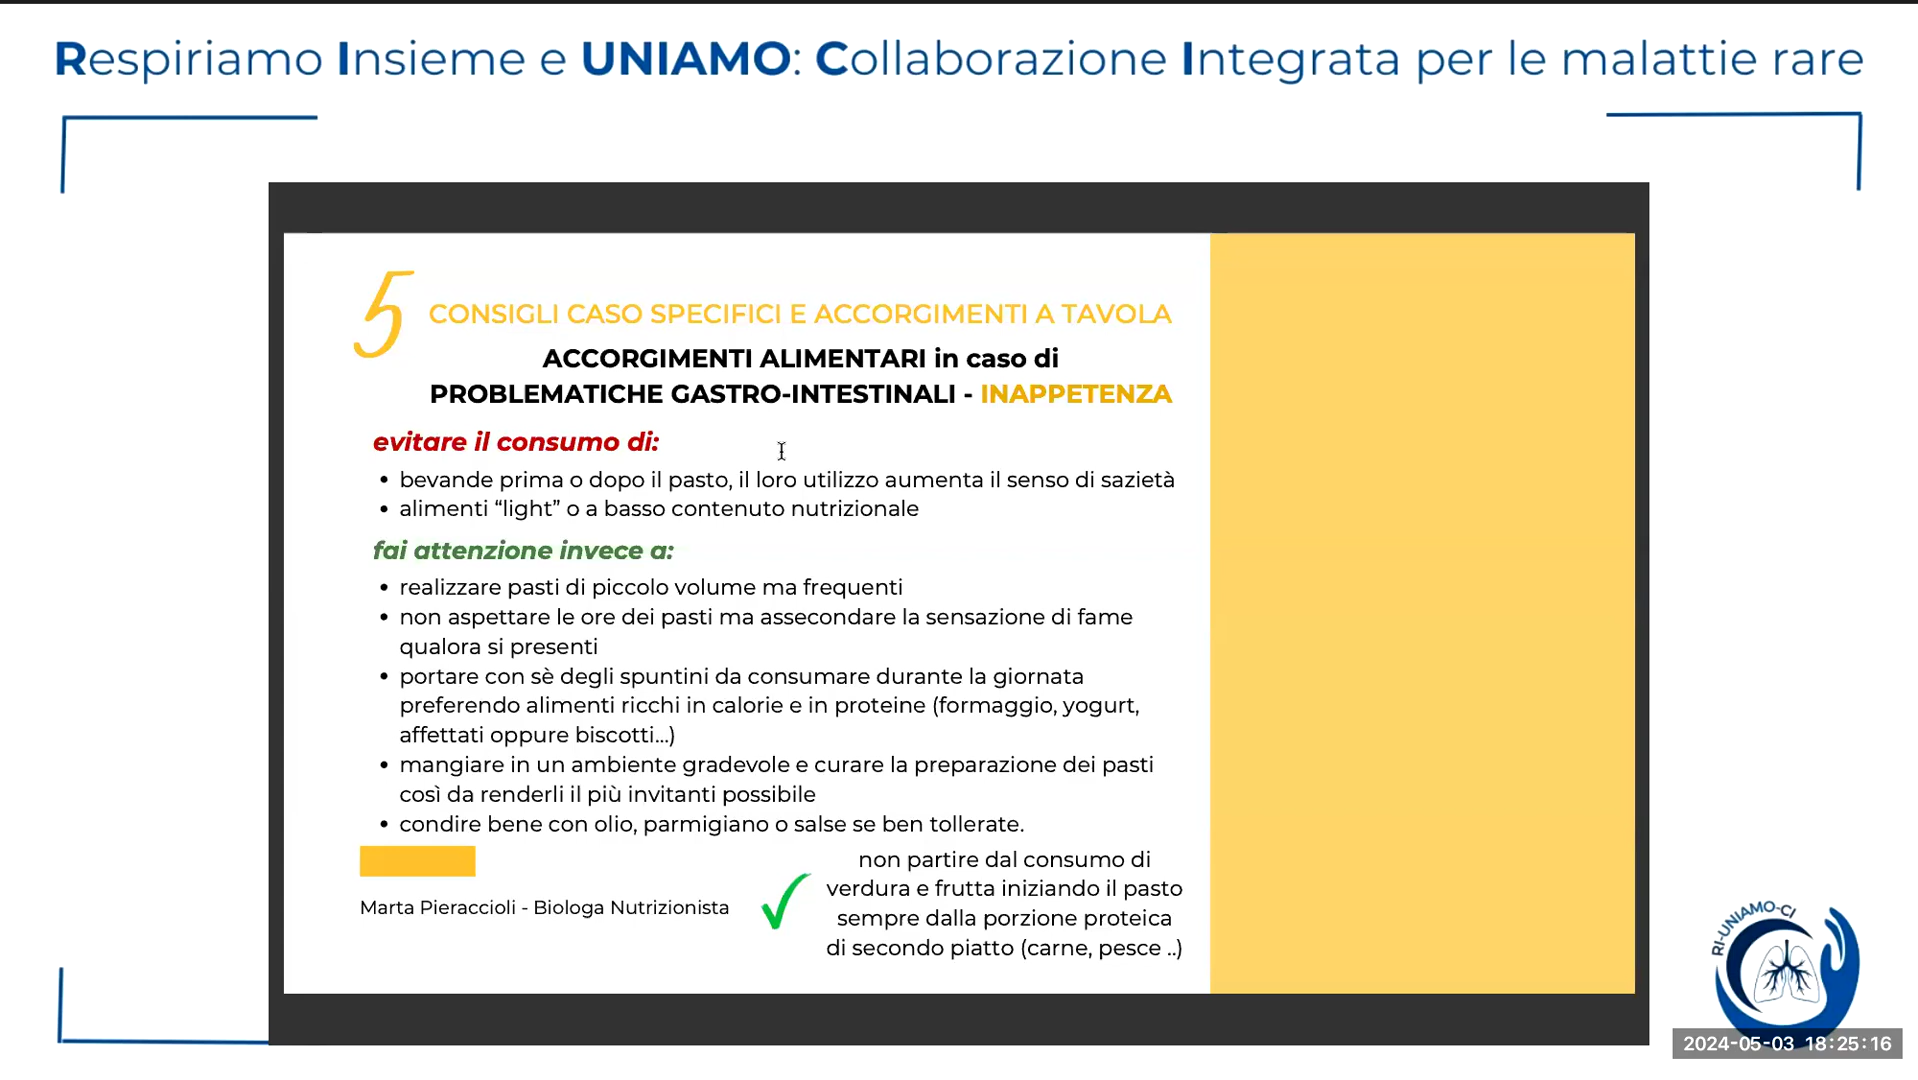 Respiriamo Insieme e UNIAMO: Collaborazione Integrata per le malattie rare
5
CONSIGLI CASO SPECIFICI E ACCORGIMENTI A TAVOLA
ACCORGIMENTI ALIMENTARI in caso di
PROBLEMATICHE GASTRO-INTESTINALI - INAPPETENZA
evitare il consumo di:
• bevande prima o dopo il pasto, il loro utilizzo aumenta il senso di sazietà
• alimenti “light” o a basso contenuto nutrizionale
fai attenzione invece a:
• realizzare pasti di piccolo volume ma frequenti
• non aspettare le ore dei pasti ma assecondare la sensazione di fame
qualora si presenti
• portare con sè degli spuntini da consumare durante la giornata
preferendo alimenti ricchi in calorie e in proteine (formaggio, yogurt,
affettati oppure biscotti...)
• mangiare in un ambiente gradevole e curare la preparazione dei pasti
così da renderli il più invitanti possibile
• condire bene con olio, parmigiano o salse se ben tollerate.
Marta Pieraccioli - Biologa Nutrizionista
non partire dal consumo di
verdura e frutta iniziando il pasto
sempre dalla porzione proteica
di secondo piatto (carne, pesce ..)
RI-UNIAMO-CI
2024-05-03 18:25:16